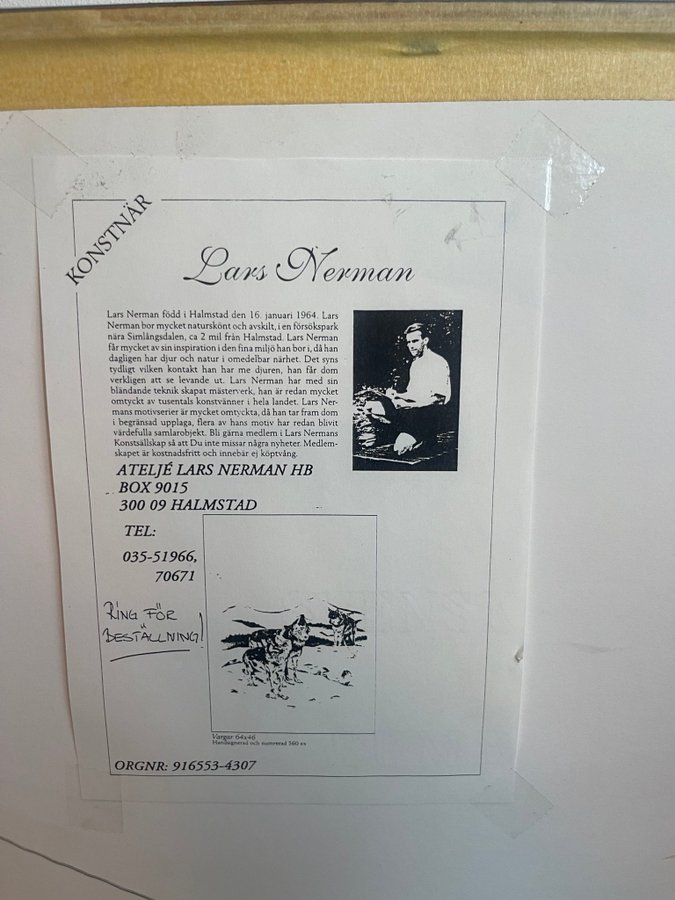 KONSTNÄR
Lars Nerman
Lars Nerman född i Halmstad den 16. januari 1964. Lars
Nerman bor mycket naturskönt och avskilt, i en försökspark
nära Simlångsdalen, ca 2 mil från Halmstad. Lars Nerman
får mycket av sin inspiration i den fina miljö han bor i, då han
dagligen har djur och natur i omedelbar närhet. Det syns
tydligt vilken kontakt han har me djuren, han får dom
verkligen att se levande ut. Lars Nerman har med sin
bländande teknik skapat mästerverk, han är redan mycket
omtyckt av tusentals konstvänner i hela landet. Lars Ner-
mans motivserier är mycket omtyckta, då han tar fram dom
i begränsad upplaga, flera av hans motiv har redan blivit
värdefulla samlarobjekt. Bli gärna medlem i Lars Nermans
Konstsällskap så att Du inte missar några nyheter. Medlem-
skapet är kostnadsfritt och innebär ej köptvång.
ATELJÉ LARS NERMAN HB
BOX 9015
300 09 HALMSTAD
TEL:
035-51966,
70671
RING FÖR
BESTÄLLNING!
Vargar 64x46
Handsignerad och numrerad 360 ex
ORGNR: 916553-4307